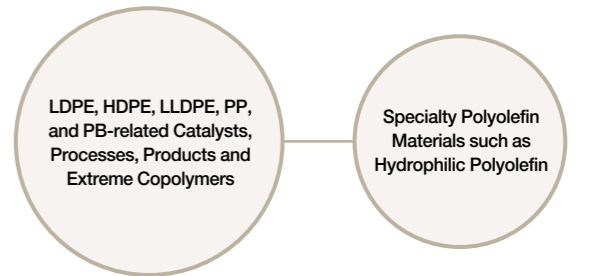 LDPE, HDPE, LLDPE, PP,
and PB-related Catalysts,
Processes, Products and
Extreme Copolymers
Specialty Polyolefin
Materials such as
Hydrophilic Polyolefin